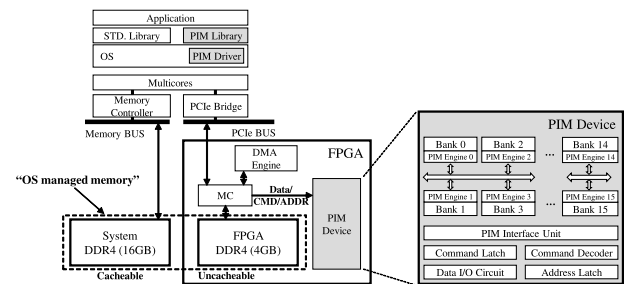 Application
STD. Library
PIM Library
OS
PIM Driver
Multicores
Memory Controller
PCIe Bridge
Memory BUS
PCIe BUS
FPGA
DMA Engine
MC
Data/
CMD/ADDR
PIM Device
“OS managed memory”
System DDR4 (16GB)
FPGA DDR4 (4GB)
Cacheable
Uncacheable
PIM Device
Bank 0
Bank 2
Bank 14
PIM Engine 0
PIM Engine 2
...
PIM Engine 14
PIM Engine 1
PIM Engine 3
...
PIM Engine 15
Bank 1
Bank 3
Bank 15
PIM Interface Unit
Command Latch
Command Decoder
Data I/O Circuit
Address Latch